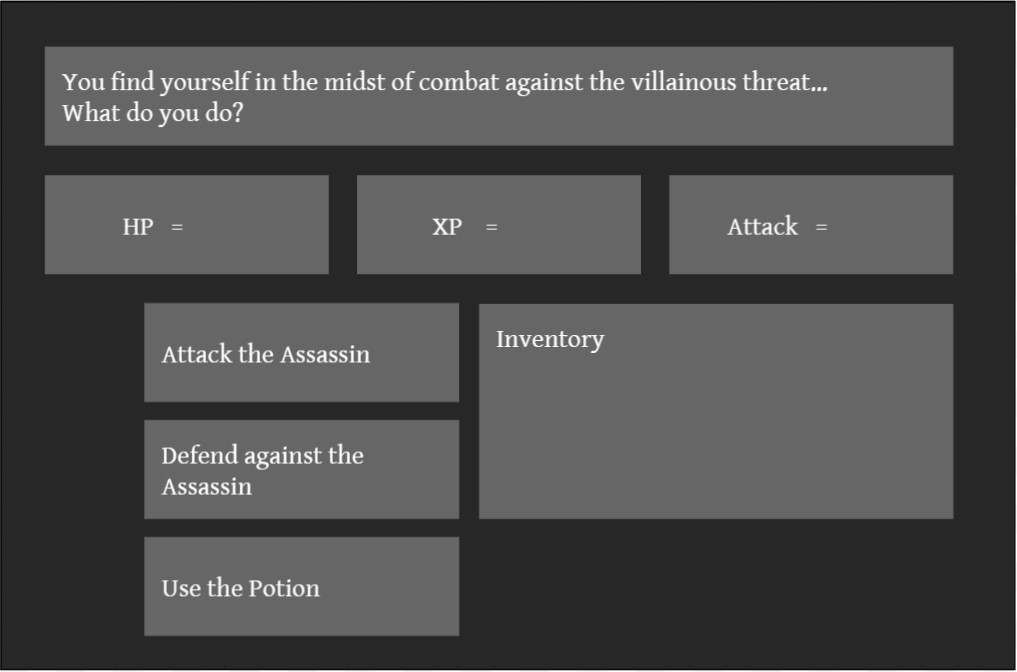 You find yourself in the midst of combat against the villainous threat...
What do you do?
HP =
XP =
Attack =
Attack the Assassin
Inventory
Defend against the
Assassin
Use the Potion